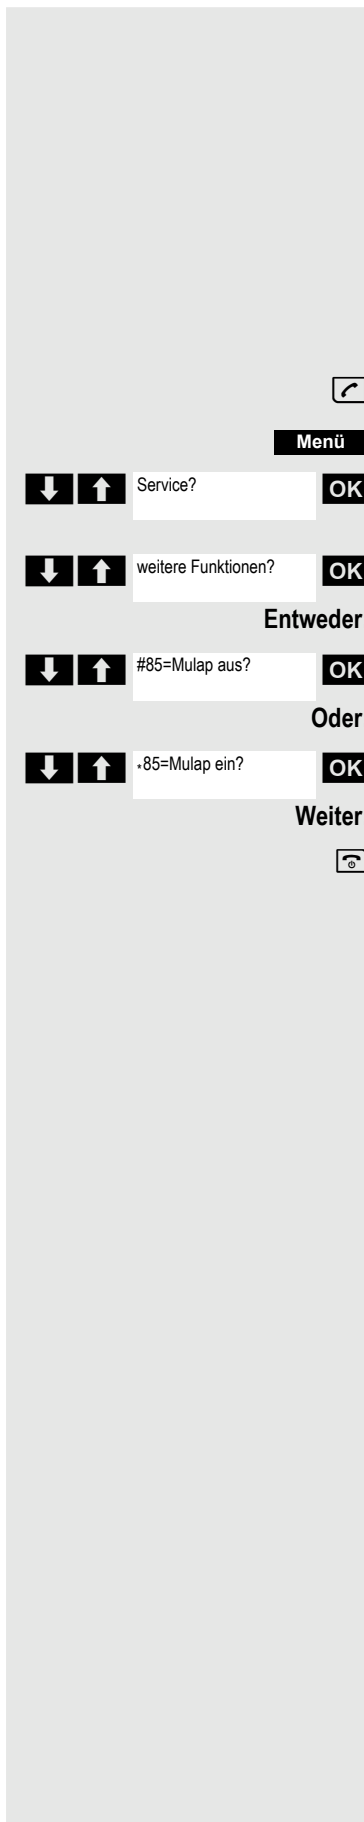 Menü
Service? OK
weitere Funktionen? OK
Entweder
#85=Mulap aus? OK
Oder
*85=Mulap ein? OK
Weiter